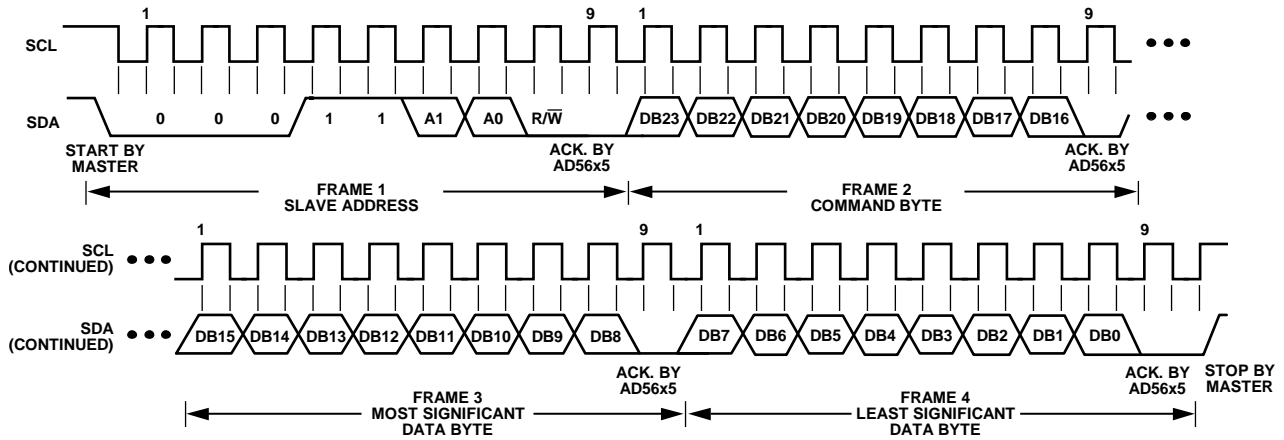 1 9 1 9
SCL
SDA 0 0 0 1 1 A1 A0 R/W̅ DB23 DB22 DB21 DB20 DB19 DB18 DB17 DB16
START BY
MASTER
ACK. BY
AD56x5
ACK. BY
AD56x5
FRAME 1
SLAVE ADDRESS
FRAME 2
COMMAND BYTE
1 9 1 9
SCL
(CONTINUED)
SDA
(CONTINUED)
DB15 DB14 DB13 DB12 DB11 DB10 DB9 DB8 DB7 DB6 DB5 DB4 DB3 DB2 DB1 DB0
ACK. BY
AD56x5
ACK. BY
AD56x5
STOP BY
MASTER
FRAME 3
MOST SIGNIFICANT
DATA BYTE
FRAME 4
LEAST SIGNIFICANT
DATA BYTE